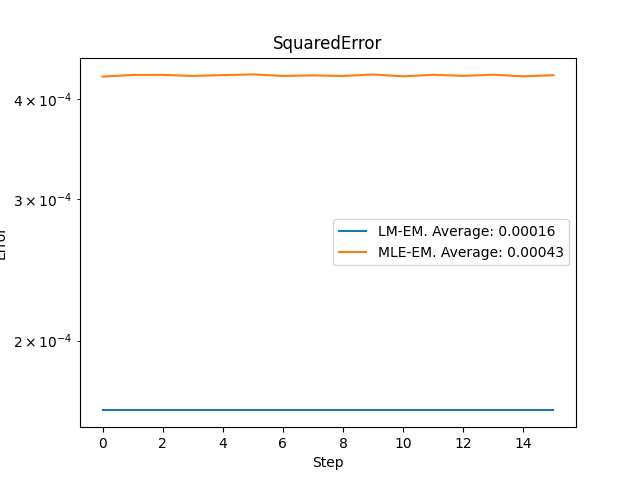 SquaredError
4 × 10⁻⁴
3 × 10⁻⁴
2 × 10⁻⁴
Error
LM-EM. Average: 0.00016
MLE-EM. Average: 0.00043
0 2 4 6 8 10 12 14
Step